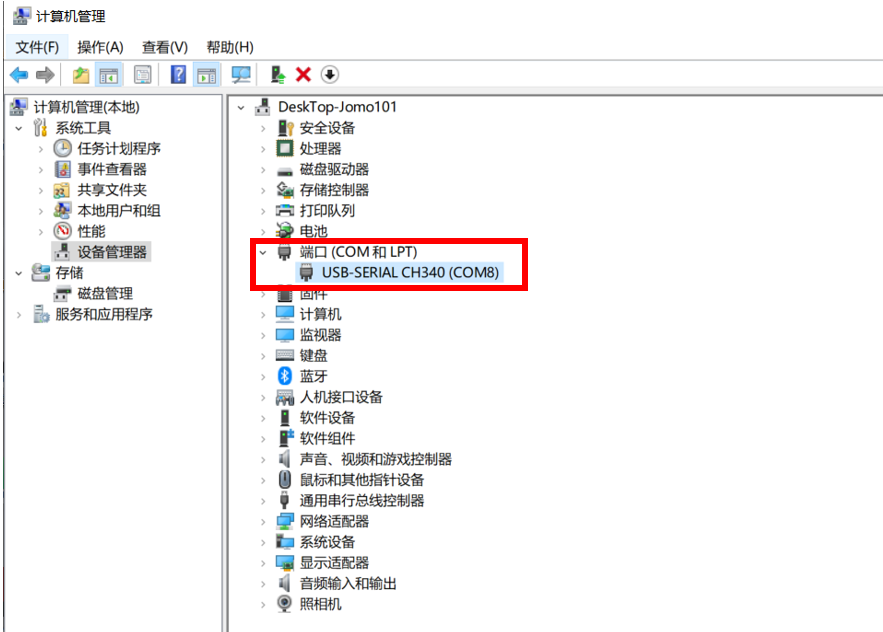 计算机管理
文件(F) 操作(A) 查看(V) 帮助(H)
计算机管理(本地)
系统工具
任务计划程序
事件查看器
共享文件夹
本地用户和组
性能
设备管理器
存储
磁盘管理
服务和应用程序
DeskTop-Jomo101
安全设备
处理器
磁盘驱动器
存储控制器
打印队列
电池
端口 (COM 和 LPT)
USB-SERIAL CH340 (COM8)
固件
计算机
监视器
键盘
蓝牙
人机接口设备
软件设备
软件组件
声音、视频和游戏控制器
鼠标和其他指针设备
通用串行总线控制器
网络适配器
系统设备
显示适配器
音频输入和输出
照相机